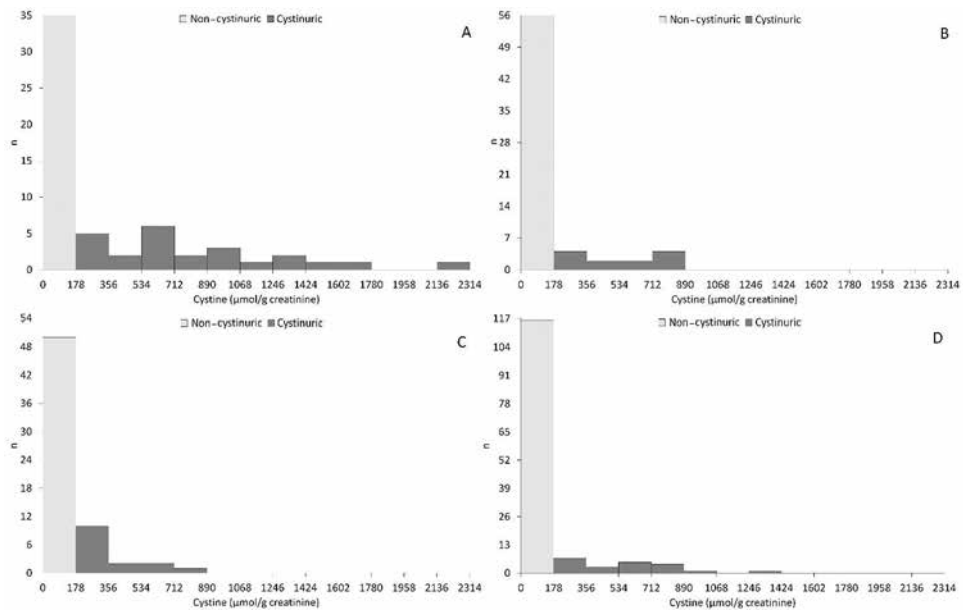 Non-cystinuric Cystinuric
A
35
30
25
20
15
10
5
0
n
0 178 356 534 712 890 1068 1246 1424 1602 1780 1958 2136 2314
Cystine (µmol/g creatinine)
Non-cystinuric Cystinuric
B
56
49
42
35
28
21
14
7
0
n
0 178 356 534 712 890 1068 1246 1424 1602 1780 1958 2136 2314
Cystine (µmol/g creatinine)
Non-cystinuric Cystinuric
C
54
48
42
36
30
24
18
12
6
0
n
0 178 356 534 712 890 1068 1246 1424 1602 1780 1958 2136 2314
Cystine (µmol/g creatinine)
Non-cystinuric Cystinuric
D
117
104
91
78
65
52
39
26
13
0
n
0 178 356 534 712 890 1068 1246 1424 1602 1780 1958 2136 2314
Cystine (µmol/g creatinine)